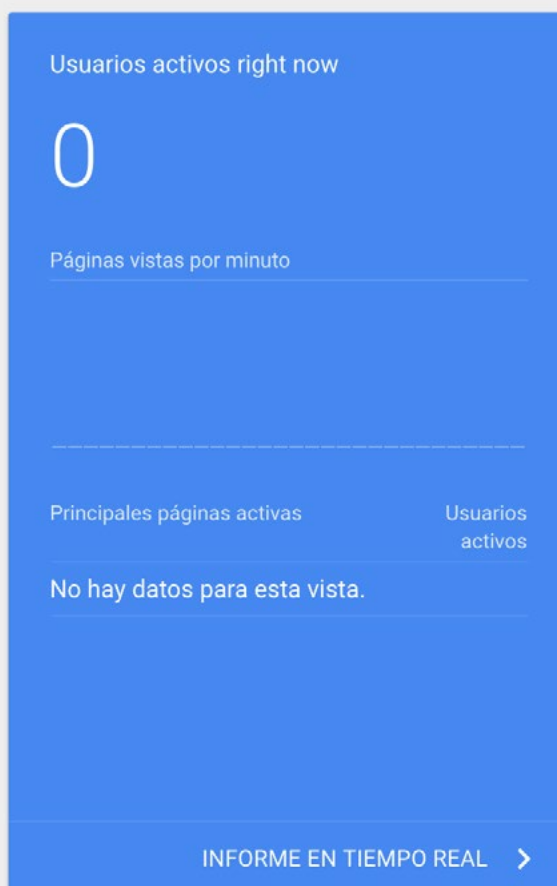 Usuarios activos right now
0
Páginas vistas por minuto
Principales páginas activas
Usuarios
activos
No hay datos para esta vista.
INFORME EN TIEMPO REAL